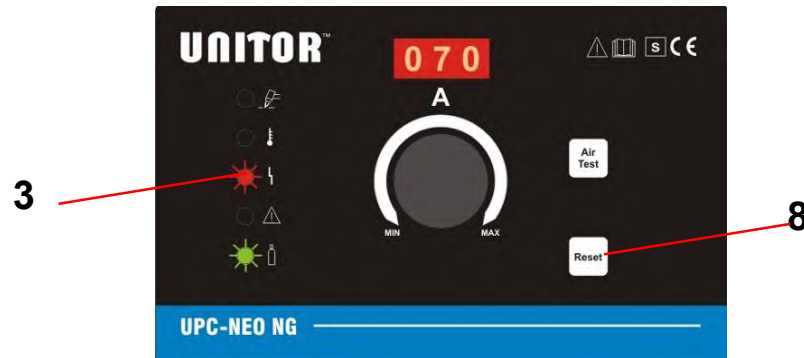 UNITOR™
070
A
S CE
MIN
MAX
Air
Test
Reset
3
8
UPC-NEO NG